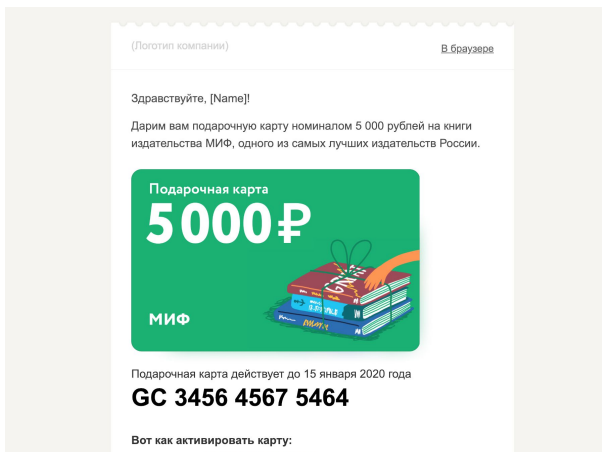 (Логотип компании)
В браузере
Здравствуйте, [Name]!
Дарим вам подарочную карту номиналом 5 000 рублей на книги
издательства МИФ, одного из самых лучших издательств России.
Подарочная карта
5000₽
МИФ
Подарочная карта действует до 15 января 2020 года
GC 3456 4567 5464
Вот как активировать карту: